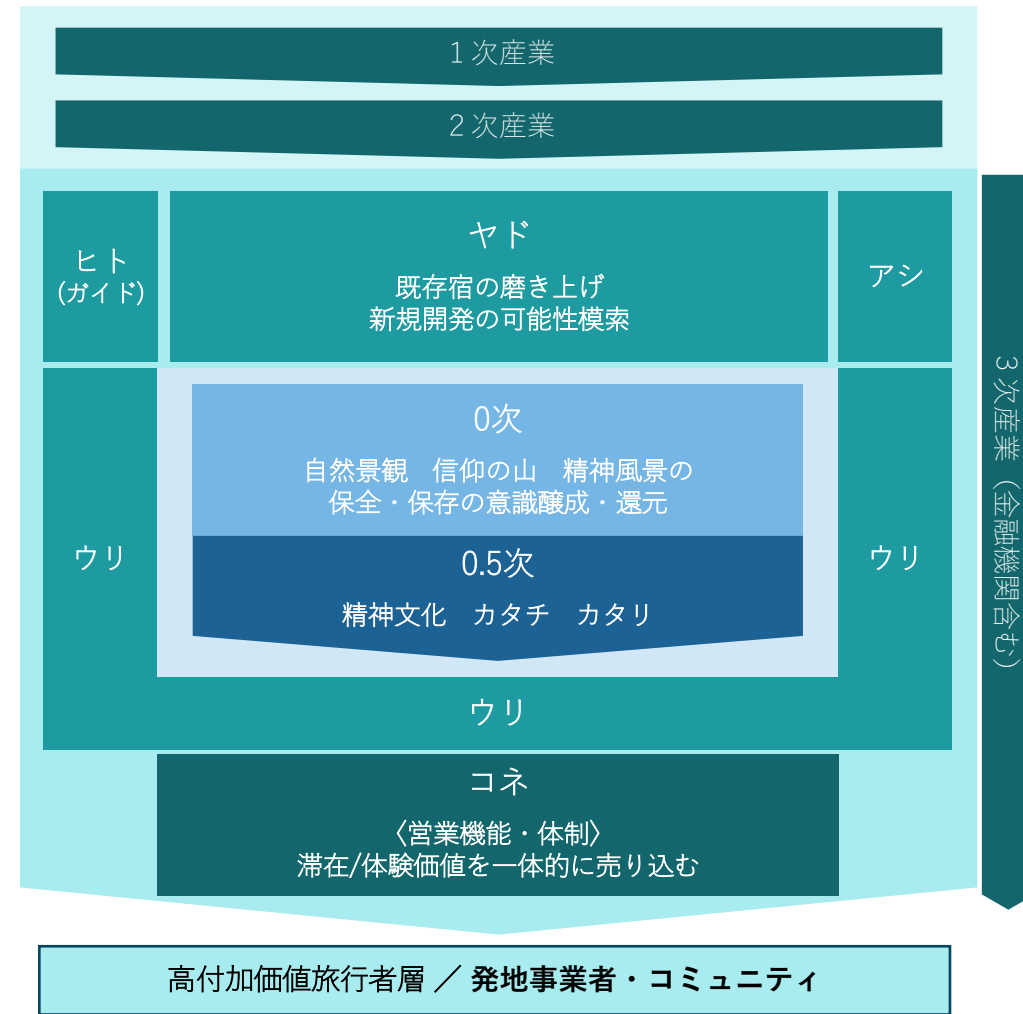 1次産業
2次産業
ヒト
(ガイド)
ヤド
既存宿の磨き上げ
新規開発の可能性模索
アシ
3次産業（金融機関含む）
0次
自然景観　信仰の山　精神風景の
保全・保存の意識醸成・還元
0.5次
精神文化　カタチ　カタリ
ウリ
ウリ
ウリ
コネ
〈営業機能・体制〉
滞在/体験価値を一体的に売り込む
高付加価値旅行者層 ／ 発地事業者・コミュニティ